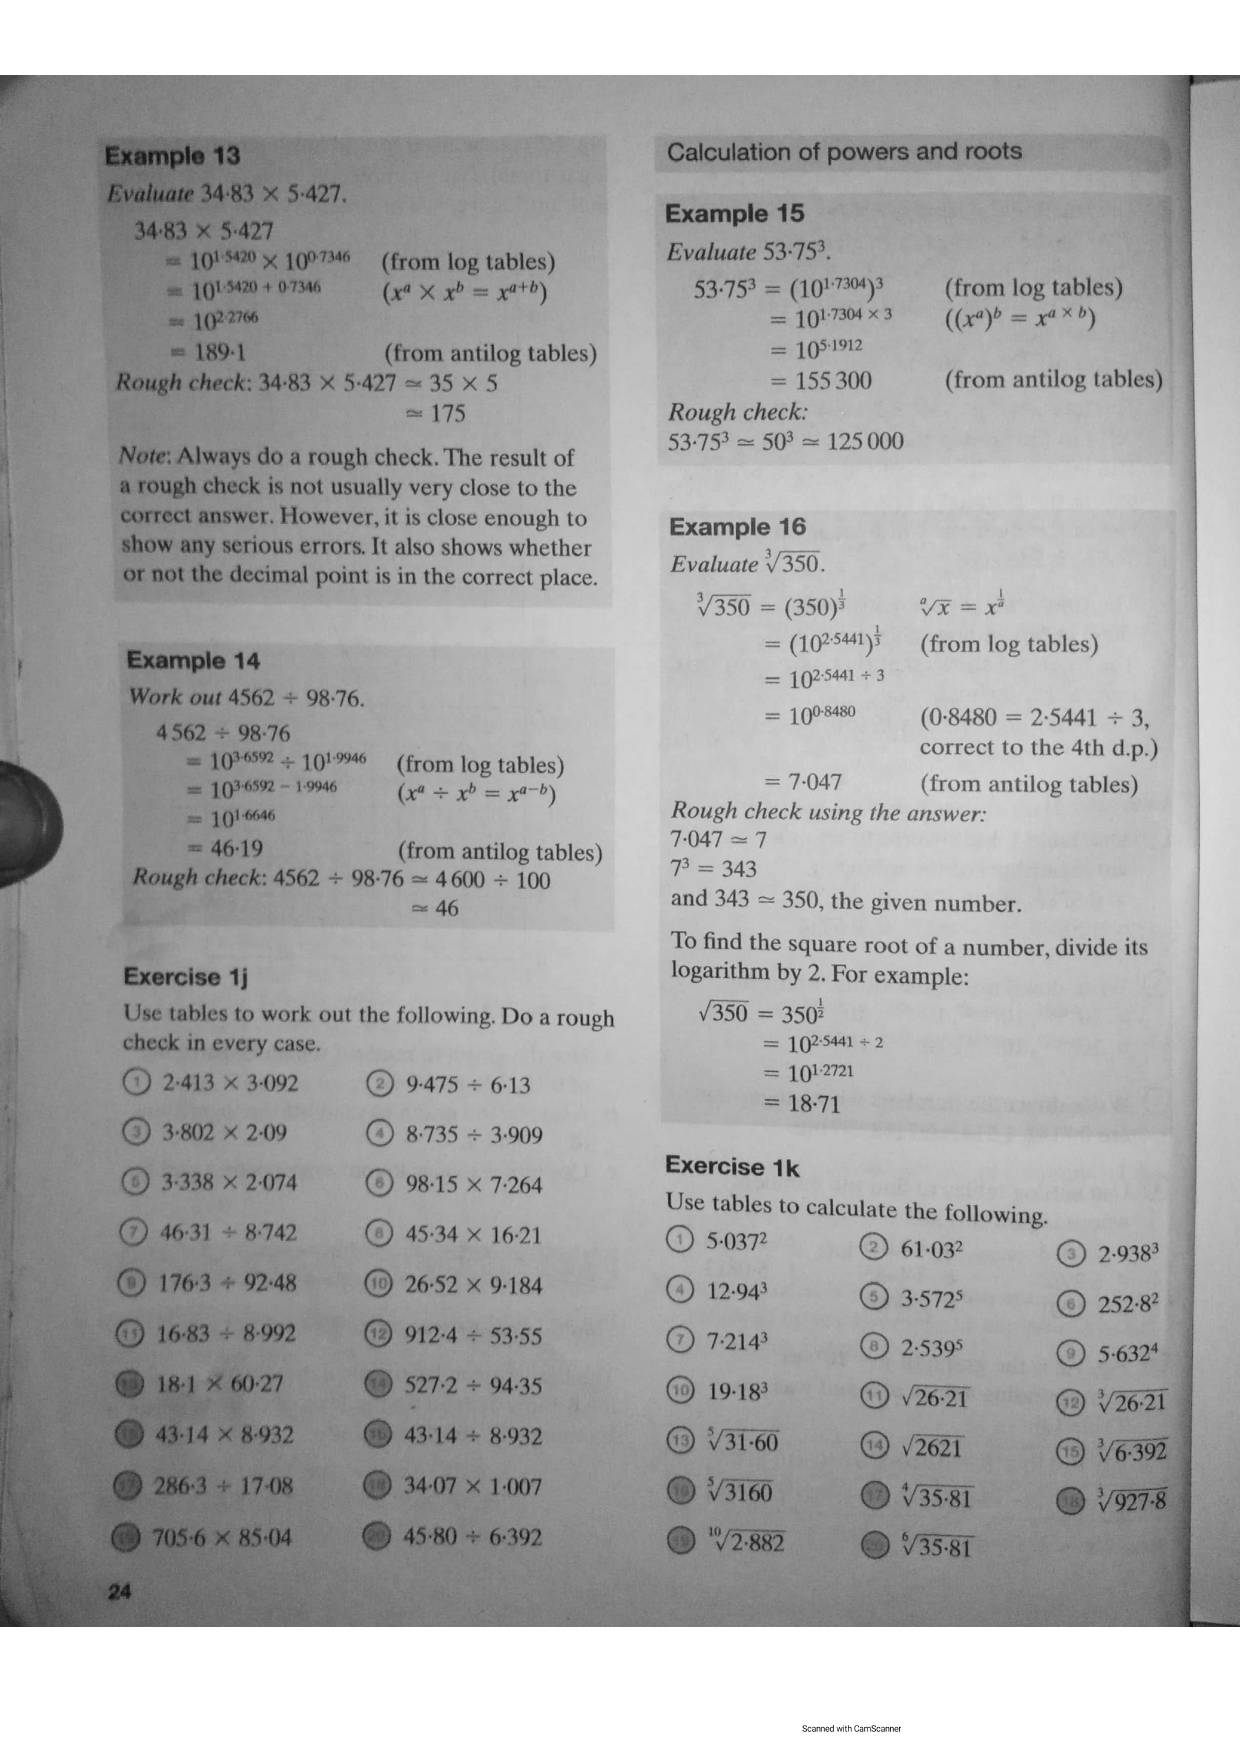 Example 13
Evaluate 34·83 × 5·427.
34·83 × 5·427
= 10^1·5420 × 10^0·7346 (from log tables)
= 10^1·5420 + 0·7346 (x^a × x^b = x^a+b)
= 10^2·2766
= 189·1 (from antilog tables)
Rough check: 34·83 × 5·427 ≃ 35 × 5
≃ 175
Note: Always do a rough check. The result of
a rough check is not usually very close to the
correct answer. However, it is close enough to
show any serious errors. It also shows whether
or not the decimal point is in the correct place.
Example 14
Work out 4562 ÷ 98·76.
4 562 ÷ 98·76
= 10^3·6592 ÷ 10^1·9946 (from log tables)
= 10^3·6592 − 1·9946 (x^a ÷ x^b = x^a−b)
= 10^1·6646
= 46·19 (from antilog tables)
Rough check: 4562 ÷ 98·76 ≃ 4 600 ÷ 100
≃ 46
Exercise 1j
Use tables to work out the following. Do a rough
check in every case.
1 2·413 × 3·092 2 9·475 ÷ 6·13
3 3·802 × 2·09 4 8·735 ÷ 3·909
5 3·338 × 2·074 6 98·15 × 7·264
7 46·31 ÷ 8·742 8 45·34 × 16·21
9 176·3 ÷ 92·48 10 26·52 × 9·184
11 16·83 ÷ 8·992 12 912·4 ÷ 53·55
13 18·1 × 60·27 14 527·2 ÷ 94·35
15 43·14 × 8·932 16 43·14 ÷ 8·932
17 286·3 ÷ 17·08 18 34·07 × 1·007
19 705·6 × 85·04 20 45·80 ÷ 6·392
24
Calculation of powers and roots
Example 15
Evaluate 53·75³.
53·75³ = (10^1·7304)³ (from log tables)
= 10^1·7304 × 3 ((x^a)^b = x^a × b)
= 10^5·1912
= 155 300 (from antilog tables)
Rough check:
53·75³ ≃ 50³ ≃ 125 000
Example 16
Evaluate ³√350.
³√350 = (350)^1/3 ᵃ√x = x^1/a
= (10^2·5441)^1/3 (from log tables)
= 10^2·5441 ÷ 3
= 10^0·8480 (0·8480 = 2·5441 ÷ 3,
correct to the 4th d.p.)
= 7·047 (from antilog tables)
Rough check using the answer:
7·047 ≃ 7
7³ = 343
and 343 ≃ 350, the given number.
To find the square root of a number, divide its
logarithm by 2. For example:
√350 = 350^1/2
= 10^2·5441 ÷ 2
= 10^1·2721
= 18·71
Exercise 1k
Use tables to calculate the following.
1 5·037² 2 61·03² 3 2·938³
4 12·94³ 5 3·572⁵ 6 252·8²
7 7·214³ 8 2·539⁵ 9 5·632⁴
10 19·18³ 11 √26·21 12 ³√26·21
13 ⁵√31·60 14 √2621 15 ³√6·392
16 ⁵√3160 17 ⁴√35·81 18 ³√927·8
19 ¹⁰√2·882 20 ⁶√35·81
Scanned with CamScanner